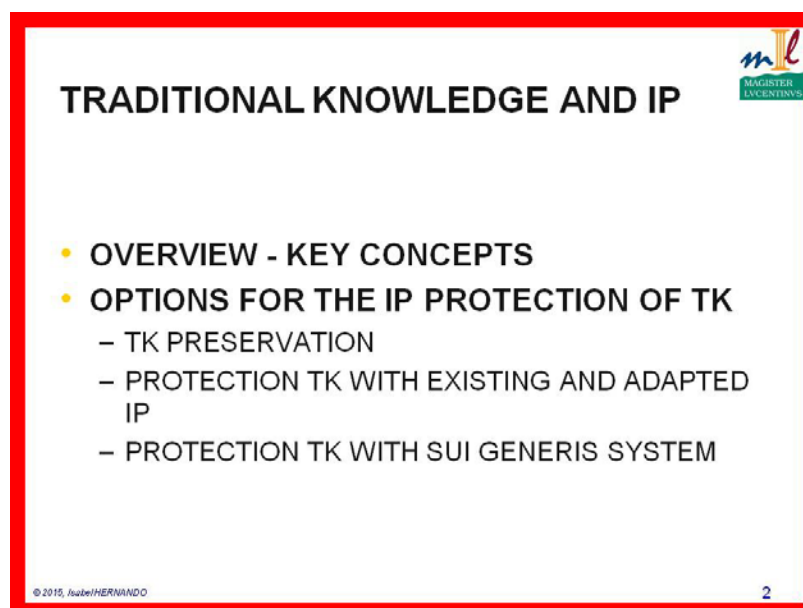 mIl
MAGISTER
LVCENTINVS
TRADITIONAL KNOWLEDGE AND IP
• OVERVIEW - KEY CONCEPTS
• OPTIONS FOR THE IP PROTECTION OF TK
– TK PRESERVATION
– PROTECTION TK WITH EXISTING AND ADAPTED
IP
– PROTECTION TK WITH SUI GENERIS SYSTEM
© 2015, Isabel HERNANDO
2